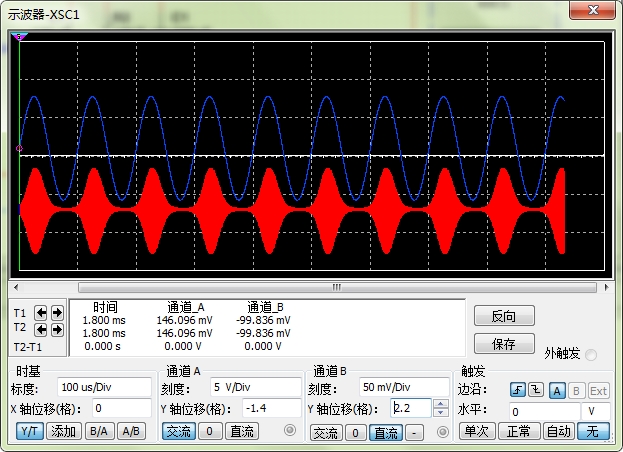 示波器-XSC1
时间 通道_A 通道_B
T1 1.800 ms 146.096 mV -99.836 mV
T2 1.800 ms 146.096 mV -99.836 mV
T2-T1 0.000 s 0.000 V 0.000 V
反向
保存
外触发
时基
标度: 100 us/Div
X 轴位移(格): 0
Y/T 添加 B/A A/B
通道 A
刻度: 5 V/Div
Y 轴位移(格): -1.4
交流 0 直流
通道 B
刻度: 50 mV/Div
Y 轴位移(格): 2.2
交流 0 直流 -
触发
边沿: A B Ext
水平: 0 V
单次 正常 自动 无